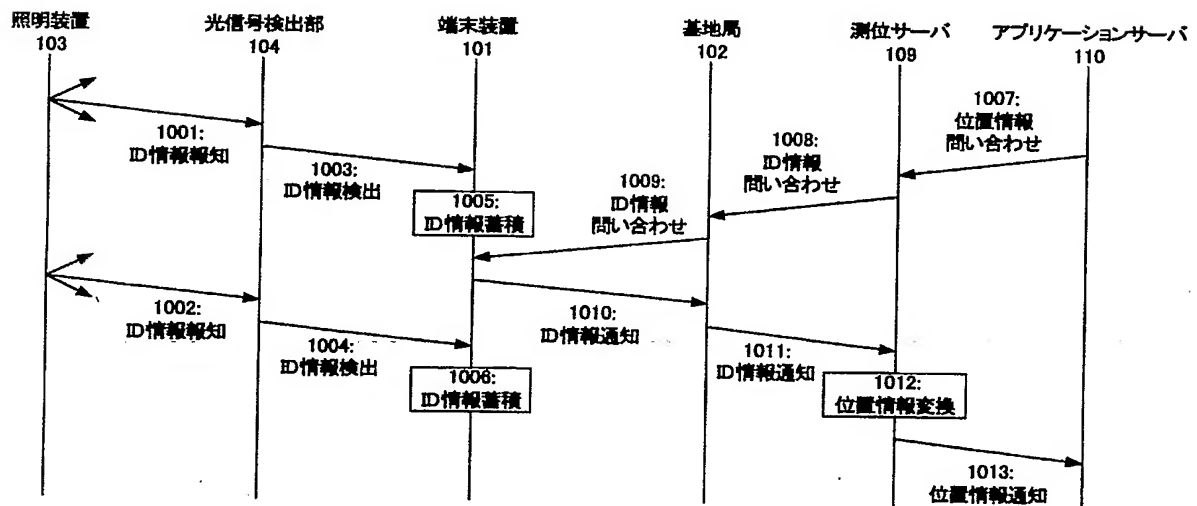 照明装置
103
光信号検出部
104
端末装置
101
基地局
102
測位サーバ
109
アプリケーションサーバ
110
1001:
ID情報報知
1003:
ID情報検出
1005:
ID情報蓄積
1007:
位置情報
問い合わせ
1008:
ID情報
問い合わせ
1009:
ID情報
問い合わせ
1002:
ID情報報知
1004:
ID情報検出
1006:
ID情報蓄積
1010:
ID情報通知
1011:
ID情報通知
1012:
位置情報変換
1013:
位置情報通知